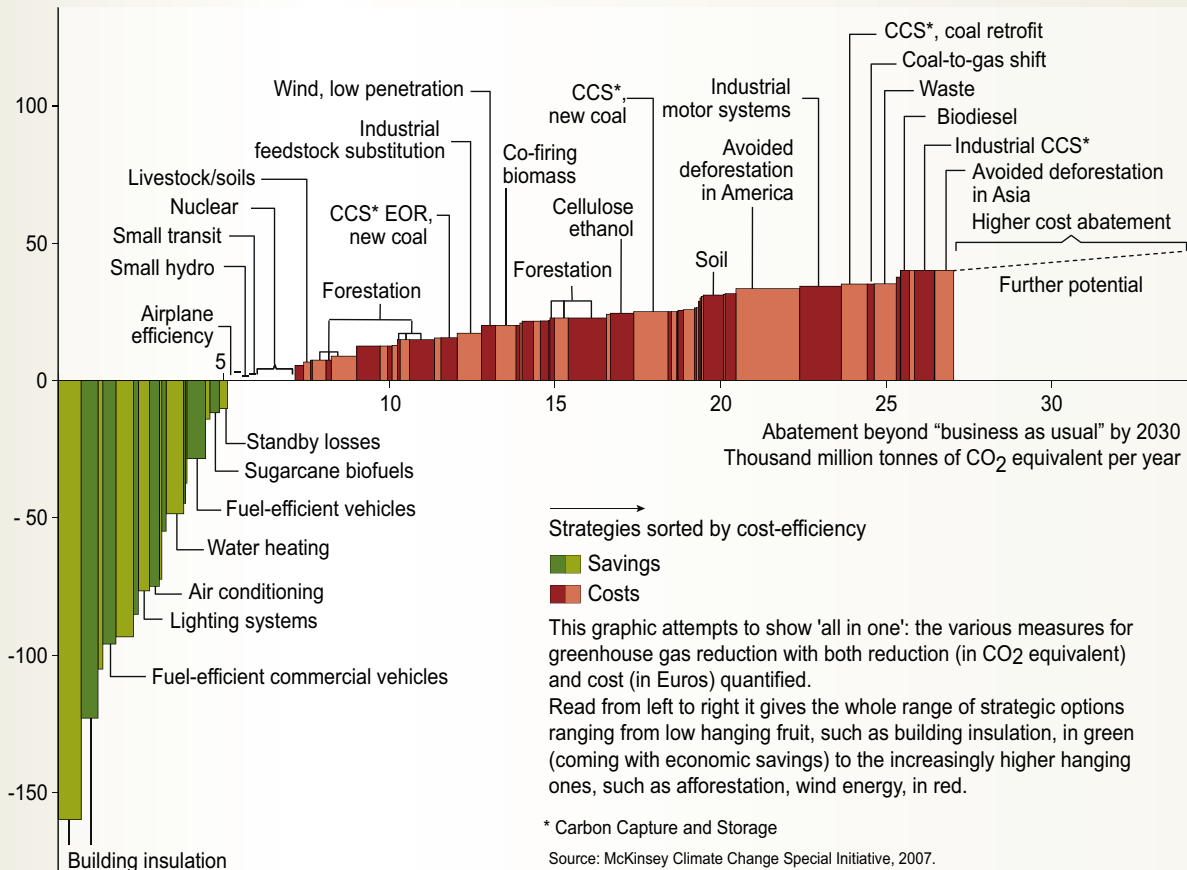 100
50
0
- 50
-100
-150
5
10
15
20
25
30
Building insulation
Fuel-efficient commercial vehicles
Lighting systems
Air conditioning
Water heating
Fuel-efficient vehicles
Sugarcane biofuels
Standby losses
Airplane
efficiency
Small hydro
Small transit
Nuclear
Livestock/soils
Forestation
CCS* EOR,
new coal
Industrial
feedstock substitution
Wind, low penetration
Co-firing
biomass
Forestation
Cellulose
ethanol
CCS*,
new coal
Soil
Avoided
deforestation
in America
Industrial
motor systems
CCS*, coal retrofit
Coal-to-gas shift
Waste
Biodiesel
Industrial CCS*
Avoided deforestation
in Asia
Higher cost abatement
Further potential
Abatement beyond “business as usual” by 2030
Thousand million tonnes of CO2 equivalent per year
Strategies sorted by cost-efficiency
Savings
Costs
This graphic attempts to show 'all in one': the various measures for
greenhouse gas reduction with both reduction (in CO2 equivalent)
and cost (in Euros) quantified.
Read from left to right it gives the whole range of strategic options
ranging from low hanging fruit, such as building insulation, in green
(coming with economic savings) to the increasingly higher hanging
ones, such as afforestation, wind energy, in red.
* Carbon Capture and Storage
Source: McKinsey Climate Change Special Initiative, 2007.